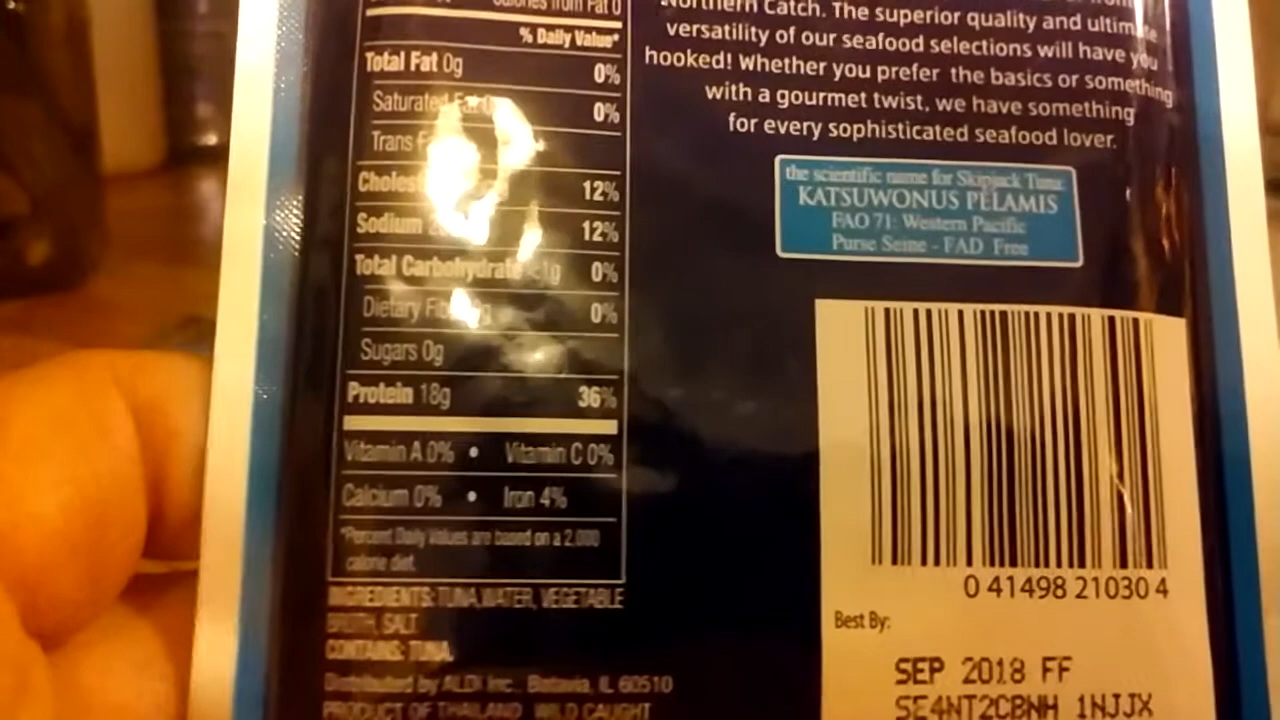 Calories from Fat 0
% Daily Value*
Total Fat 0g 0%
Saturated Fat 0%
Trans
12%
Sodium 12%
Total Carbohydrate <1g 0%
Dietary 0%
Sugars 0g
Protein 18g 36%
Vitamin A 0% • Vitamin C 0%
Calcium 0% • Iron 4%
*Percent Daily Values are based on a 2,000
calorie diet.
INGREDIENTS: TUNA, WATER, VEGETABLE
BROTH, SALT
CONTAINS: TUNA.
Distributed by ALDI Inc., Batavia, IL 60510
PRODUCT OF THAILAND WILD CAUGHT
Northern Catch. The superior quality and ultimate
versatility of our seafood selections will have you
hooked! Whether you prefer the basics or something
with a gourmet twist, we have something
for every sophisticated seafood lover.
the scientific name for Skipjack Tuna
KATSUWONUS PELAMIS
FAO 71: Western Pacific
Purse Seine - FAD Free
0 41498 21030 4
Best By:
SEP 2018 FF
SE4NT2CBNH 1NJJX